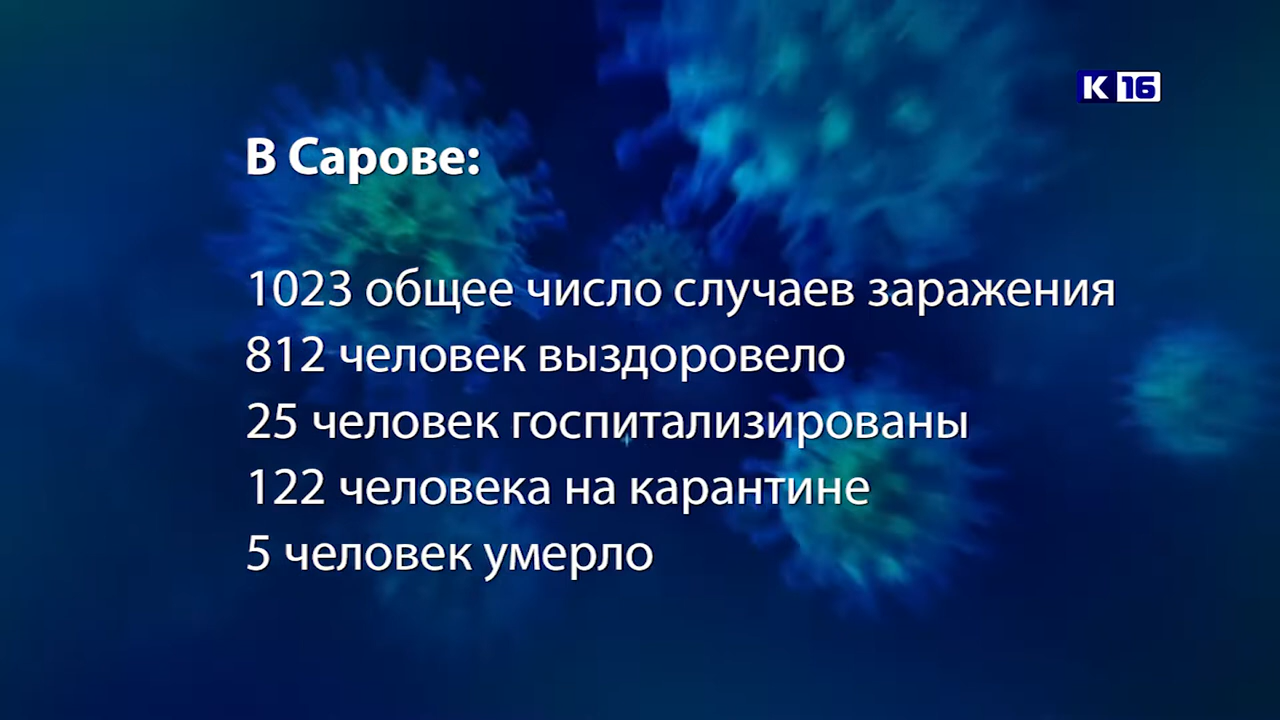 К 16
В Сарове:
1023 общее число случаев заражения
812 человек выздоровело
25 человек госпитализированы
122 человека на карантине
5 человек умерло